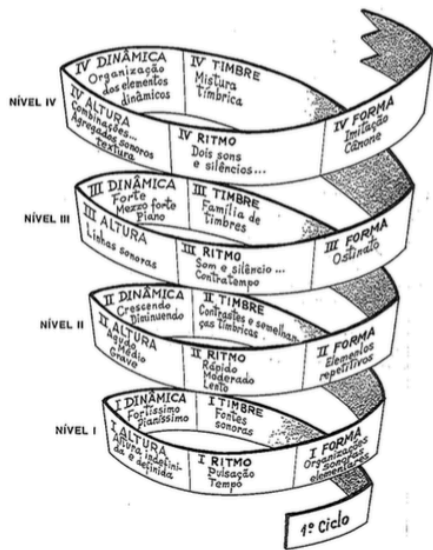 NÍVEL IV
IV DINÂMICA
Organização
dos elementos
dinâmicos
IV TIMBRE
Mistura
tímbrica
IV ALTURA
Combinações...
Agregados sonoros
Textura
IV RITMO
Dois sons
e silêncios...
IV FORMA
Imitação
Cânone
NÍVEL III
III DINÂMICA
Forte
Mezzo forte
Piano
III TIMBRE
Família de
timbres
III ALTURA
Linhas sonoras
III RITMO
Som e silêncio...
Contratempo
III FORMA
Ostinato
NÍVEL II
II DINÂMICA
Crescendo
Diminuendo
II TIMBRE
Contrastes e semelhan
ças tímbricas
II ALTURA
Agudo
Médio
Grave
II RITMO
Rápido
Moderado
Lento
II FORMA
Elementos
repetitivos
NÍVEL I
I DINÂMICA
Fortíssimo
Pianíssimo
I TIMBRE
Fontes
sonoras
I ALTURA
Altura indefini-
da e definida
I RITMO
Pulsação
Tempo
I FORMA
Organizações
sonoras
elementares
1º Ciclo